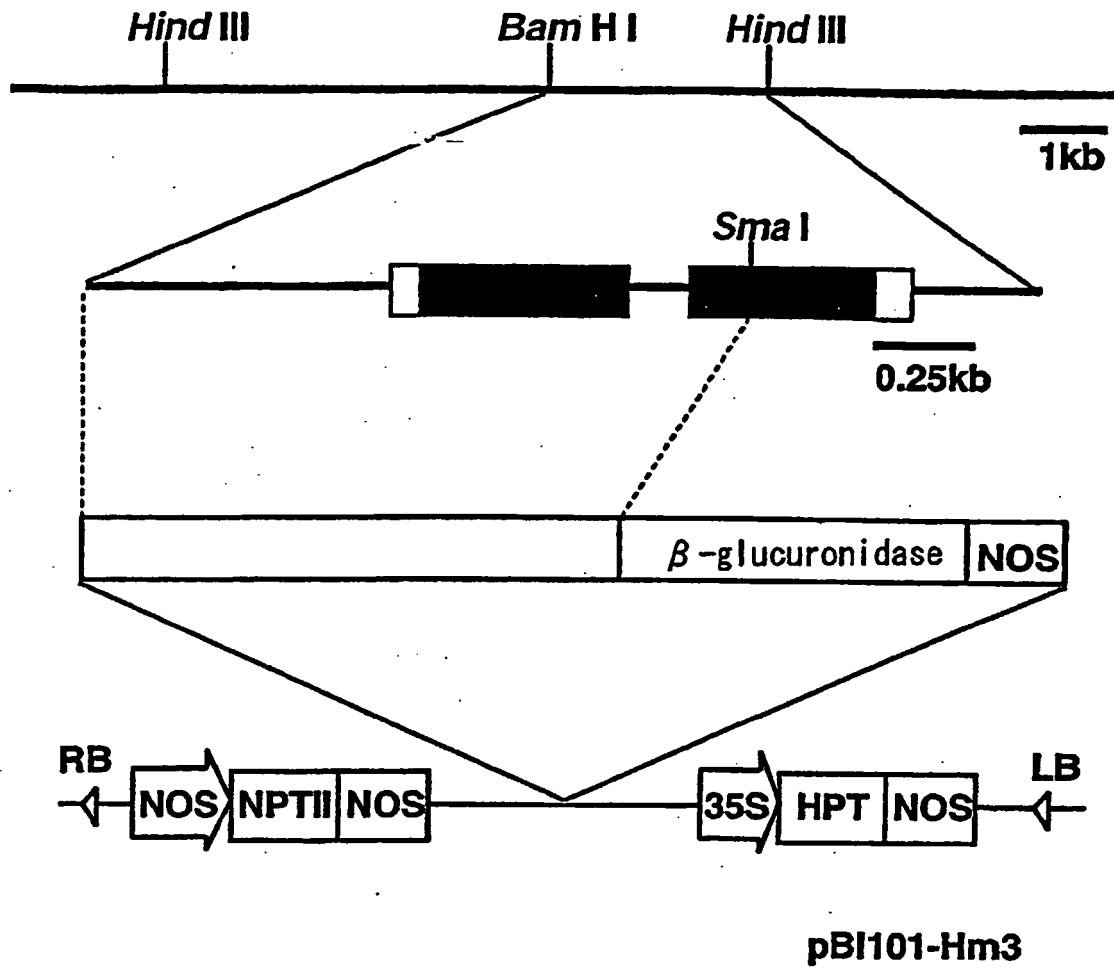 Hind III Bam H I Hind III
1kb
Sma I
0.25kb
β-glucuronidase NOS
RB LB
NOS NPTII NOS 35S HPT NOS
pBI101-Hm3